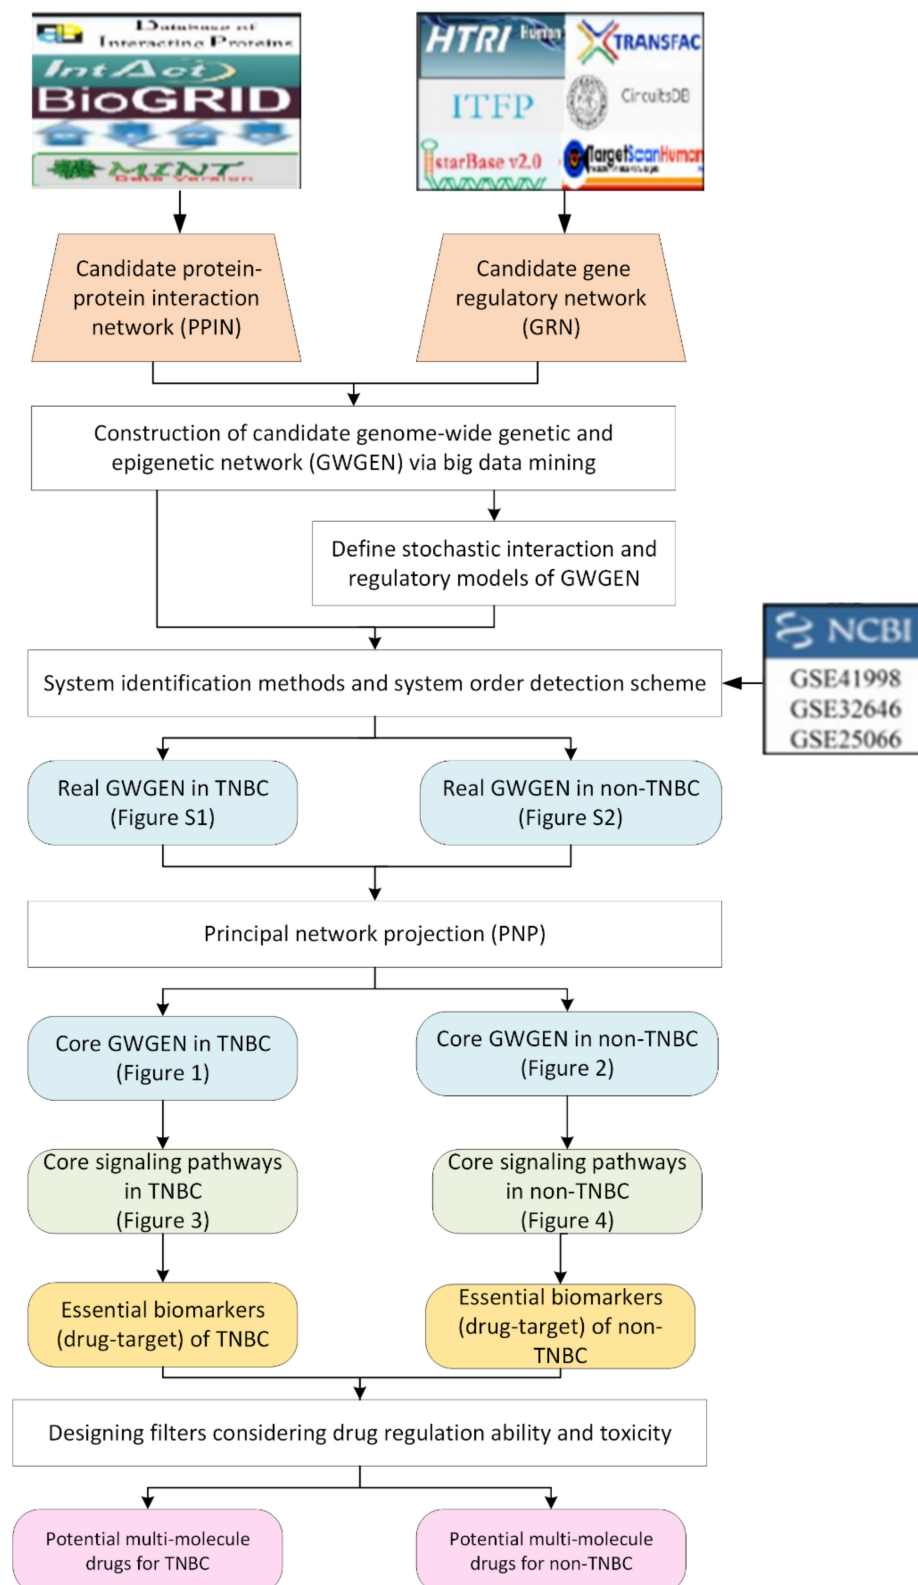 Database of
Interacting Proteins
IntAct
BioGRID
MINT
Beta Version
HTRI Human
TRANSFAC
ITFP
CircuitsDB
starBase v2.0
TargetScanHuman
Candidate protein-
protein interaction
network (PPIN)
Candidate gene
regulatory network
(GRN)
Construction of candidate genome-wide genetic and
epigenetic network (GWGEN) via big data mining
Define stochastic interaction and
regulatory models of GWGEN
NCBI
GSE41998
GSE32646
GSE25066
System identification methods and system order detection scheme
Real GWGEN in TNBC
(Figure S1)
Real GWGEN in non-TNBC
(Figure S2)
Principal network projection (PNP)
Core GWGEN in TNBC
(Figure 1)
Core GWGEN in non-TNBC
(Figure 2)
Core signaling pathways
in TNBC
(Figure 3)
Core signaling pathways
in non-TNBC
(Figure 4)
Essential biomarkers
(drug-target) of TNBC
Essential biomarkers
(drug-target) of non-
TNBC
Designing filters considering drug regulation ability and toxicity
Potential multi-molecule
drugs for TNBC
Potential multi-molecule
drugs for non-TNBC